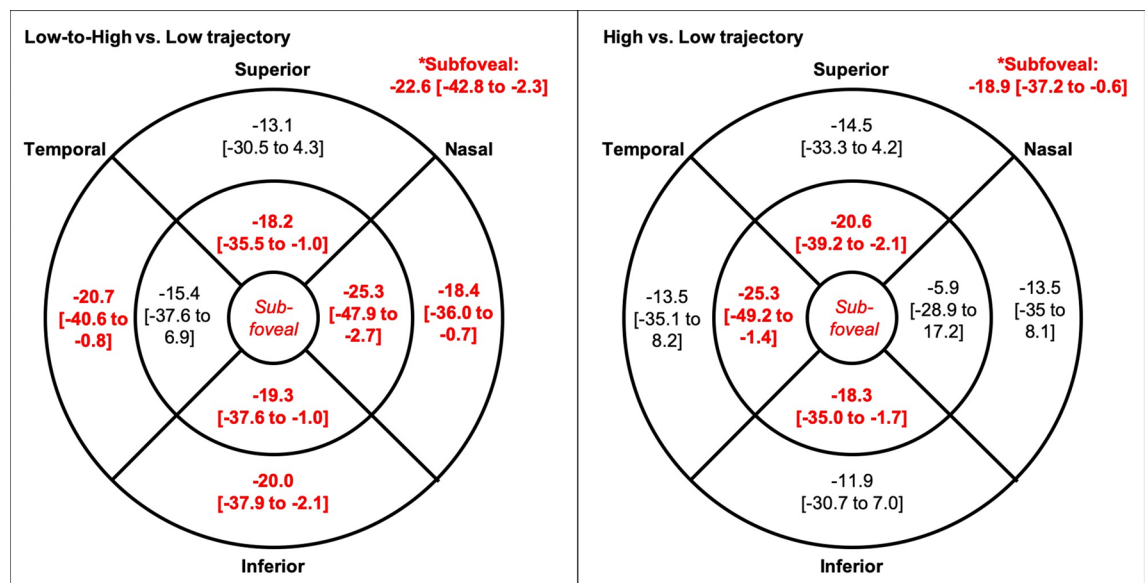 Low-to-High vs. Low trajectory
*Subfoveal:
-22.6 [-42.8 to -2.3]
Superior
-13.1
[-30.5 to 4.3]
Temporal
Nasal
-18.2
[-35.5 to -1.0]
-20.7
[-40.6 to
-0.8]
-15.4
[-37.6 to
6.9]
Sub-
foveal
-25.3
[-47.9 to
-2.7]
-18.4
[-36.0 to
-0.7]
-19.3
[-37.6 to -1.0]
-20.0
[-37.9 to -2.1]
Inferior
High vs. Low trajectory
*Subfoveal:
-18.9 [-37.2 to -0.6]
Superior
-14.5
[-33.3 to 4.2]
Temporal
Nasal
-20.6
[-39.2 to -2.1]
-13.5
[-35.1 to
8.2]
-25.3
[-49.2 to
-1.4]
Sub-
foveal
-5.9
[-28.9 to
17.2]
-13.5
[-35 to
8.1]
-18.3
[-35.0 to -1.7]
-11.9
[-30.7 to 7.0]
Inferior